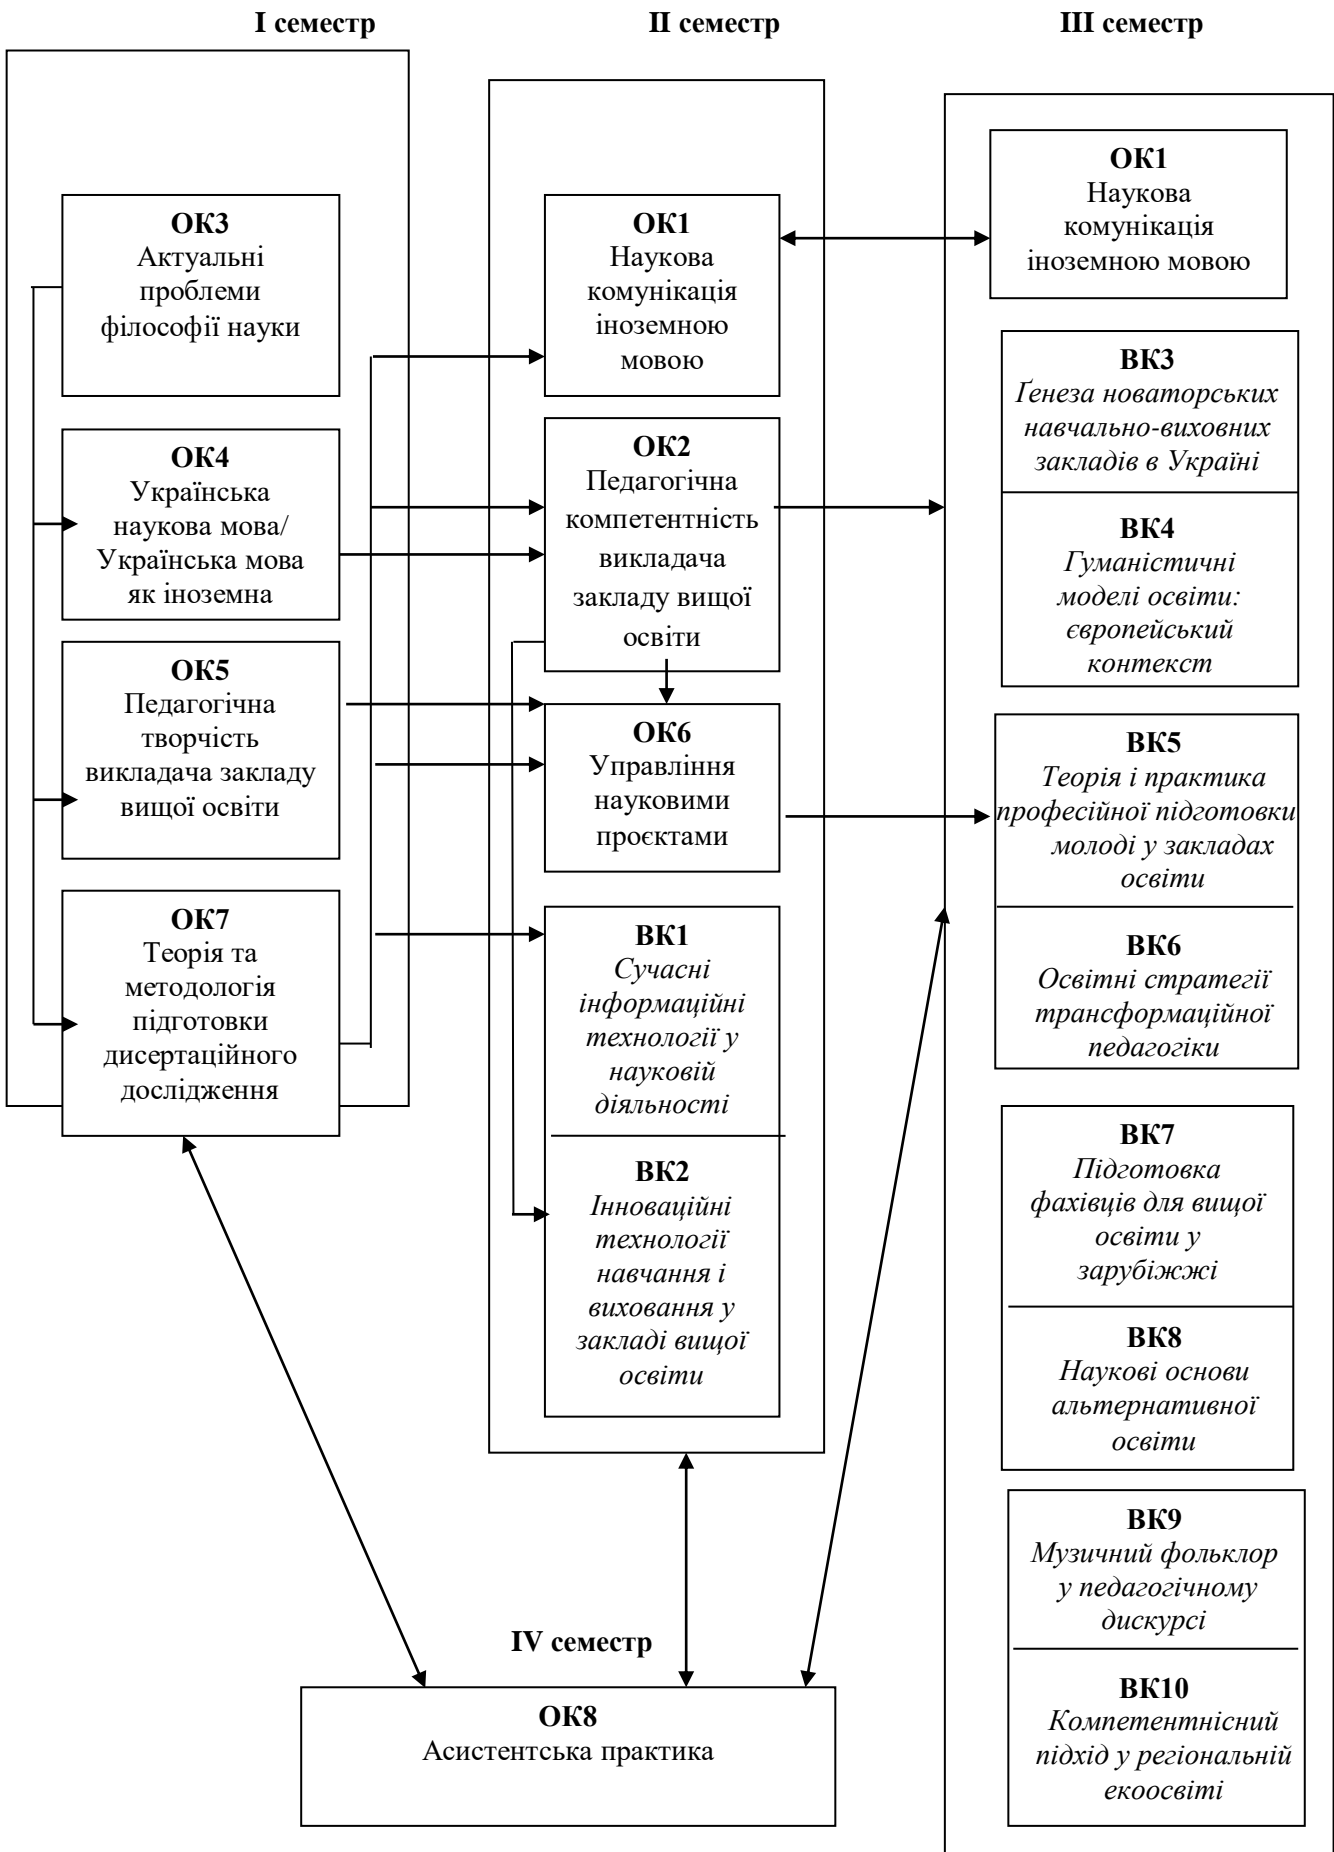 I семестр
II семестр
III семестр
ОК3
Актуальні
проблеми
філософії науки
ОК4
Українська
наукова мова/
Українська мова
як іноземна
ОК5
Педагогічна
творчість
викладача закладу
вищої освіти
ОК7
Теорія та
методологія
підготовки
дисертаційного
дослідження
ОК1
Наукова
комунікація
іноземною
мовою
ОК2
Педагогічна
компетентність
викладача
закладу вищої
освіти
ОК6
Управління
науковими
проєктами
ВК1
Сучасні
інформаційні
технології у
науковій
діяльності
ВК2
Інноваційні
технології
навчання і
виховання у
закладі вищої
освіти
ОК1
Наукова
комунікація
іноземною мовою
ВК3
Ґенеза новаторських
навчально-виховних
закладів в Україні
ВК4
Гуманістичні
моделі освіти:
європейський
контекст
ВК5
Теорія і практика
професійної підготовки
молоді у закладах
освіти
ВК6
Освітні стратегії
трансформаційної
педагогіки
ВК7
Підготовка
фахівців для вищої
освіти у
зарубіжжі
ВК8
Наукові основи
альтернативної
освіти
ВК9
Музичний фольклор
у педагогічному
дискурсі
ВК10
Компетентнісний
підхід у регіональній
екоосвіті
IV семестр
ОК8
Асистентська практика